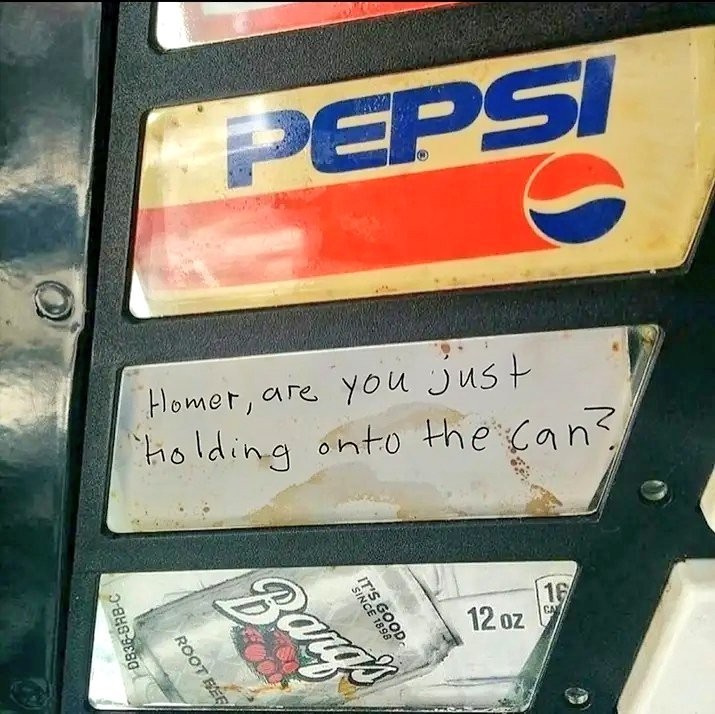 PEPSI®
Homer, are you just
holding onto the can?
DB3E-9HB-C
Barq's
IT'S GOOD
SINCE 1898
ROOT BEER
12 oz